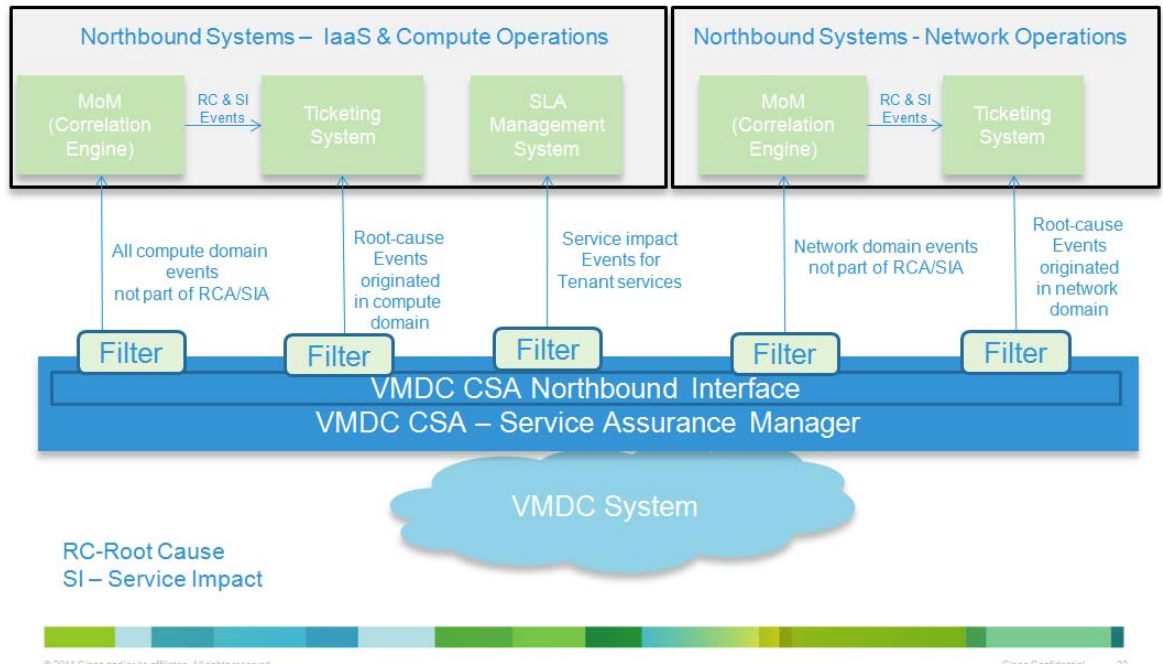 Northbound Systems – IaaS & Compute Operations
MoM
(Correlation
Engine)
RC & SI
Events
Ticketing
System
SLA
Management
System
Northbound Systems - Network Operations
MoM
(Correlation
Engine)
RC & SI
Events
Ticketing
System
All compute domain
events
not part of RCA/SIA
Root-cause
Events
originated
in compute
domain
Service impact
Events for
Tenant services
Network domain events
not part of RCA/SIA
Root-cause
Events
originated
in network
domain
Filter
Filter
Filter
Filter
Filter
VMDC CSA Northbound Interface
VMDC CSA – Service Assurance Manager
VMDC System
RC-Root Cause
SI – Service Impact
Cisco Confidential